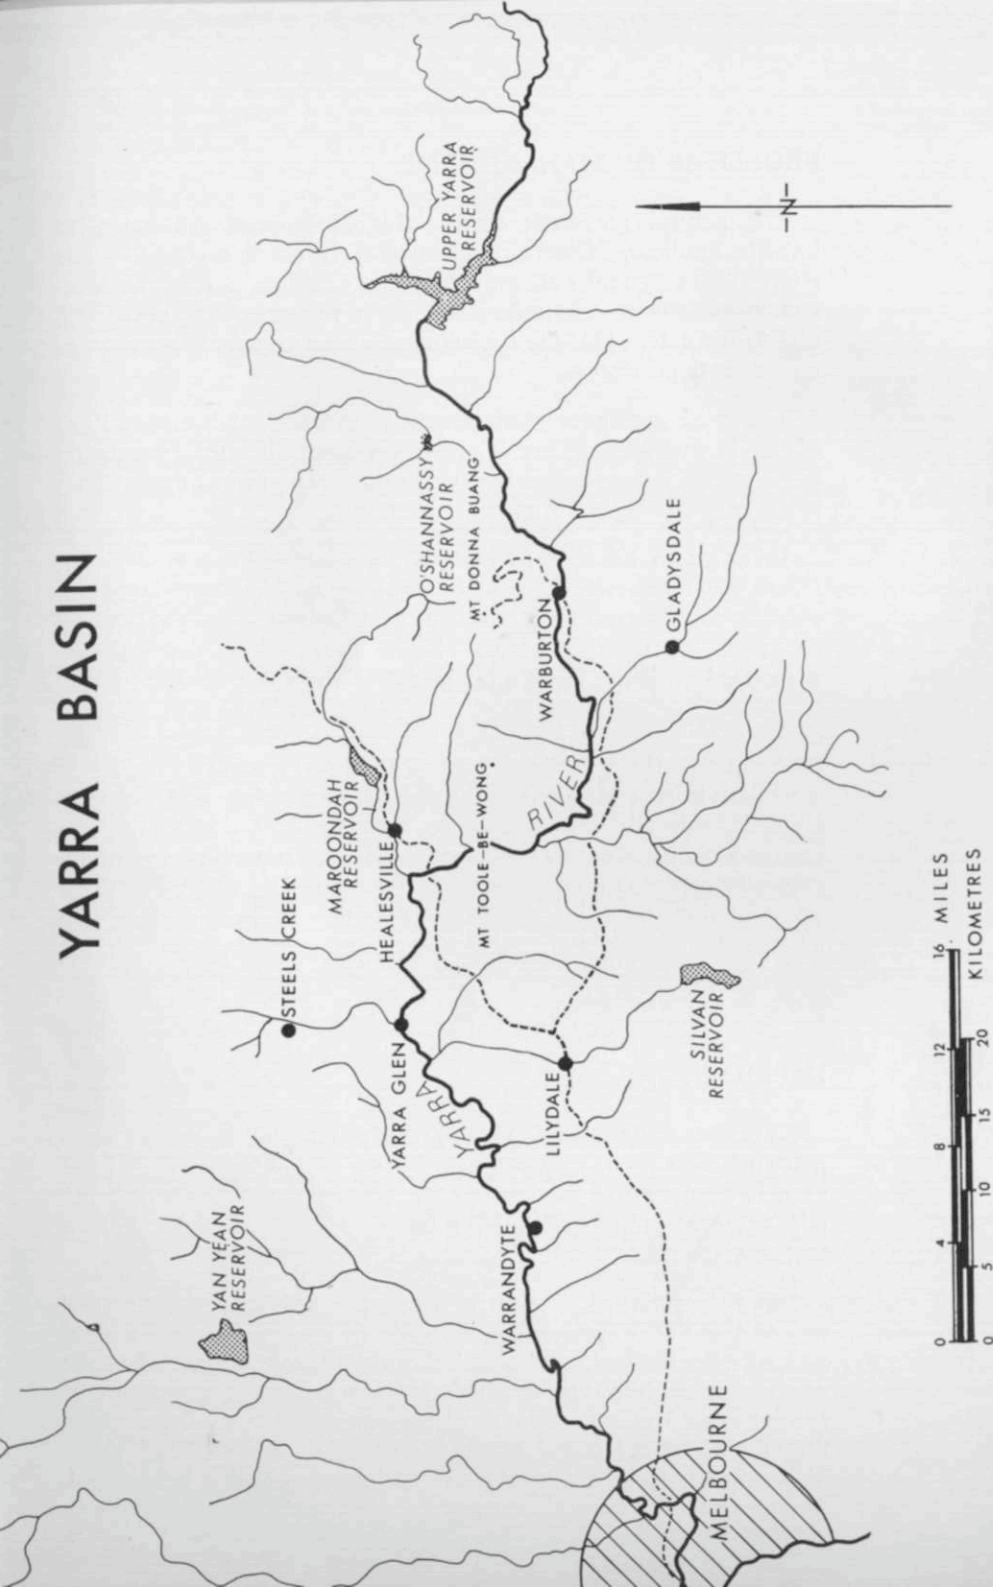 YARRA BASIN
UPPER YARRA
RESERVOIR
N
O'SHANNASSY
RESERVOIR
MT DONNA BUANG
GLADYSDALE
WARBURTON
MAROONDAH
RESERVOIR
MT TOOLE-BE-WONG
RIVER
HEALESVILLE
STEELS CREEK
SILVAN
RESERVOIR
YARRA GLEN
YARRA
LILYDALE
YAN YEAN
RESERVOIR
WARRANDYTE
MELBOURNE
0 4 8 12 16 MILES
0 5 10 15 20 KILOMETRES